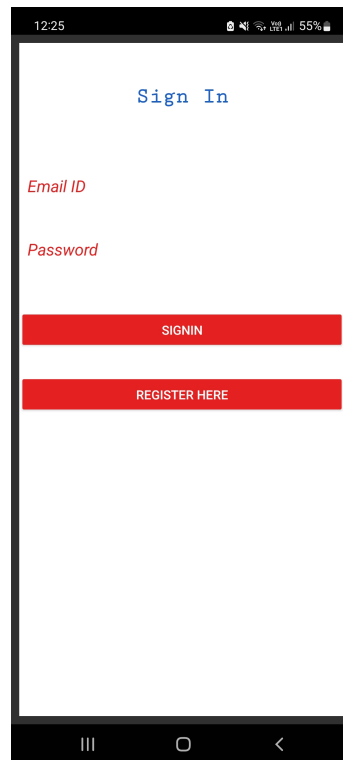 12:25 55%
Sign In
Email ID
Password
SIGNIN
REGISTER HERE